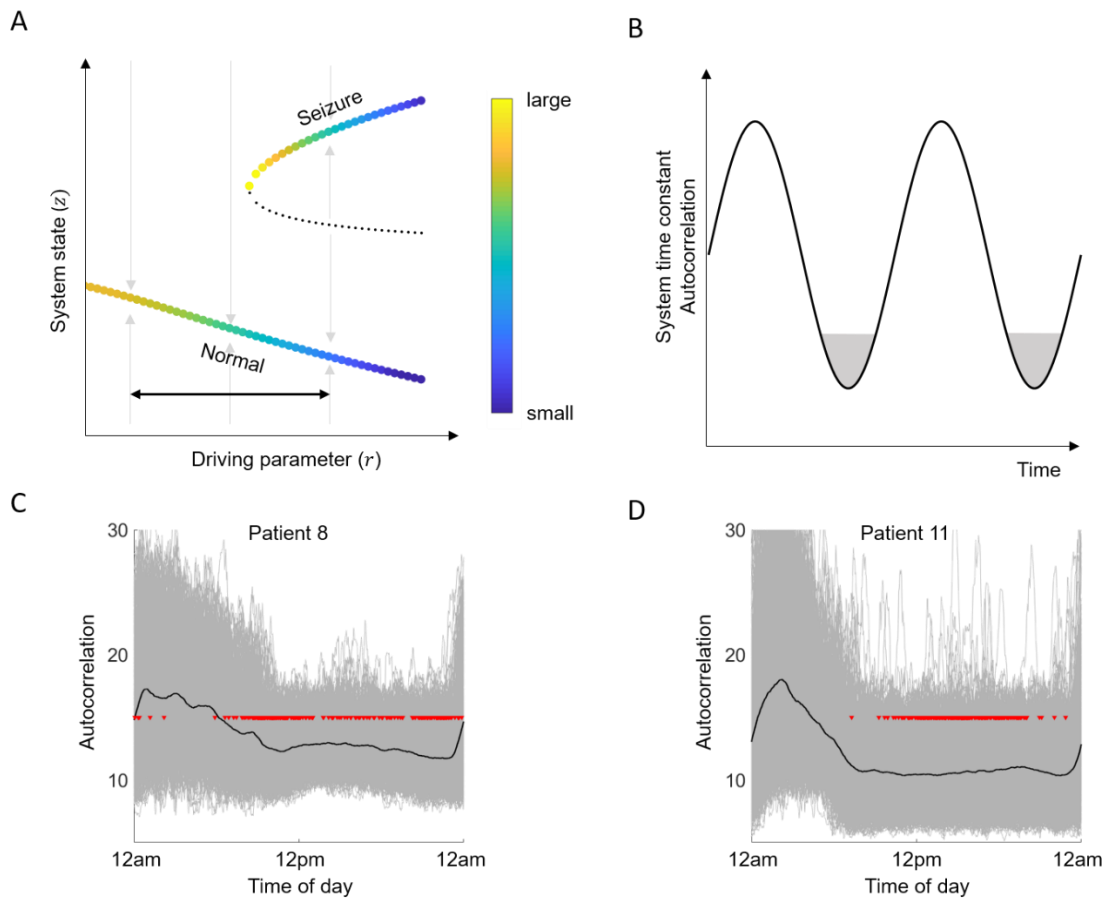 A
System state (z)
Seizure
Normal
Driving parameter (r)
large
small
B
System time constant
Autocorrelation
Time
C
Patient 8
Autocorrelation
30
20
10
12am
12pm
12am
Time of day
D
Patient 11
Autocorrelation
30
20
10
12am
12pm
12am
Time of day